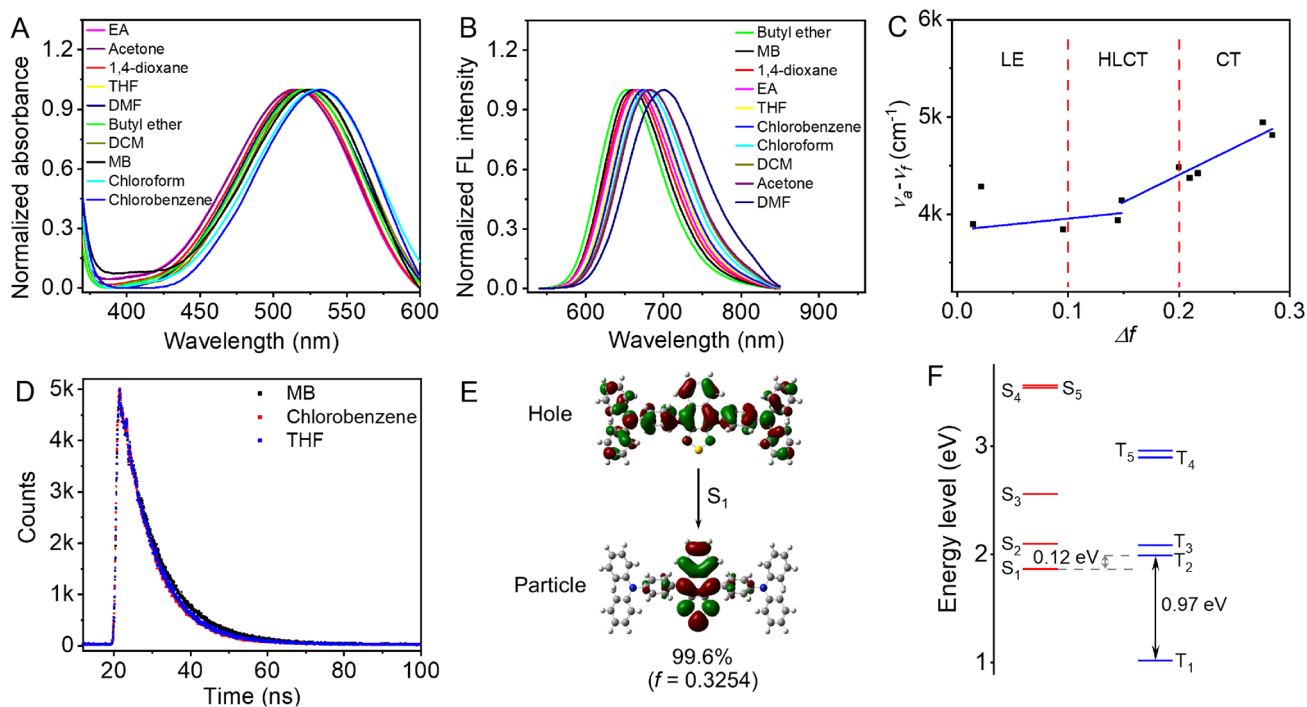 A
Normalized absorbance
1.2
0.9
0.6
0.3
0.0
EA
Acetone
1,4-dioxane
THF
DMF
Butyl ether
DCM
MB
Chloroform
Chlorobenzene
400
450
500
550
600
Wavelength (nm)
B
Normalized FL intensity
1.2
0.9
0.6
0.3
0.0
Butyl ether
MB
1,4-dioxane
EA
THF
Chlorobenzene
Chloroform
DCM
Acetone
DMF
600
700
800
900
Wavelength (nm)
C
νa-νf (cm-1)
6k
5k
4k
LE
HLCT
CT
0.0
0.1
0.2
0.3
Δf
D
Counts
5k
4k
3k
2k
1k
0
MB
Chlorobenzene
THF
20
40
60
80
100
Time (ns)
E
Hole
S1
Particle
99.6%
(f = 0.3254)
F
Energy level (eV)
3
2
1
S4
S5
S3
S2
S1
0.12 eV
T5
T4
T3
T2
0.97 eV
T1